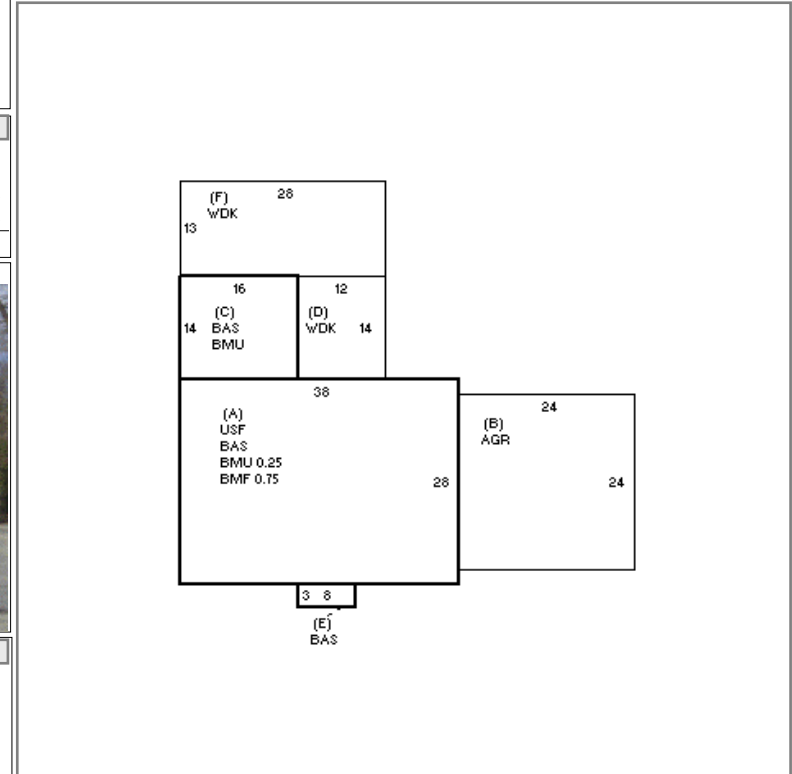 (F) 28
WDK
13
16 12
(C) (D)
14 BAS WDK 14
BMU
38
(A)
USF
BAS
BMU 0.25
BMF 0.75
28
24
(B)
AGR
24
3 8
(E)
BAS